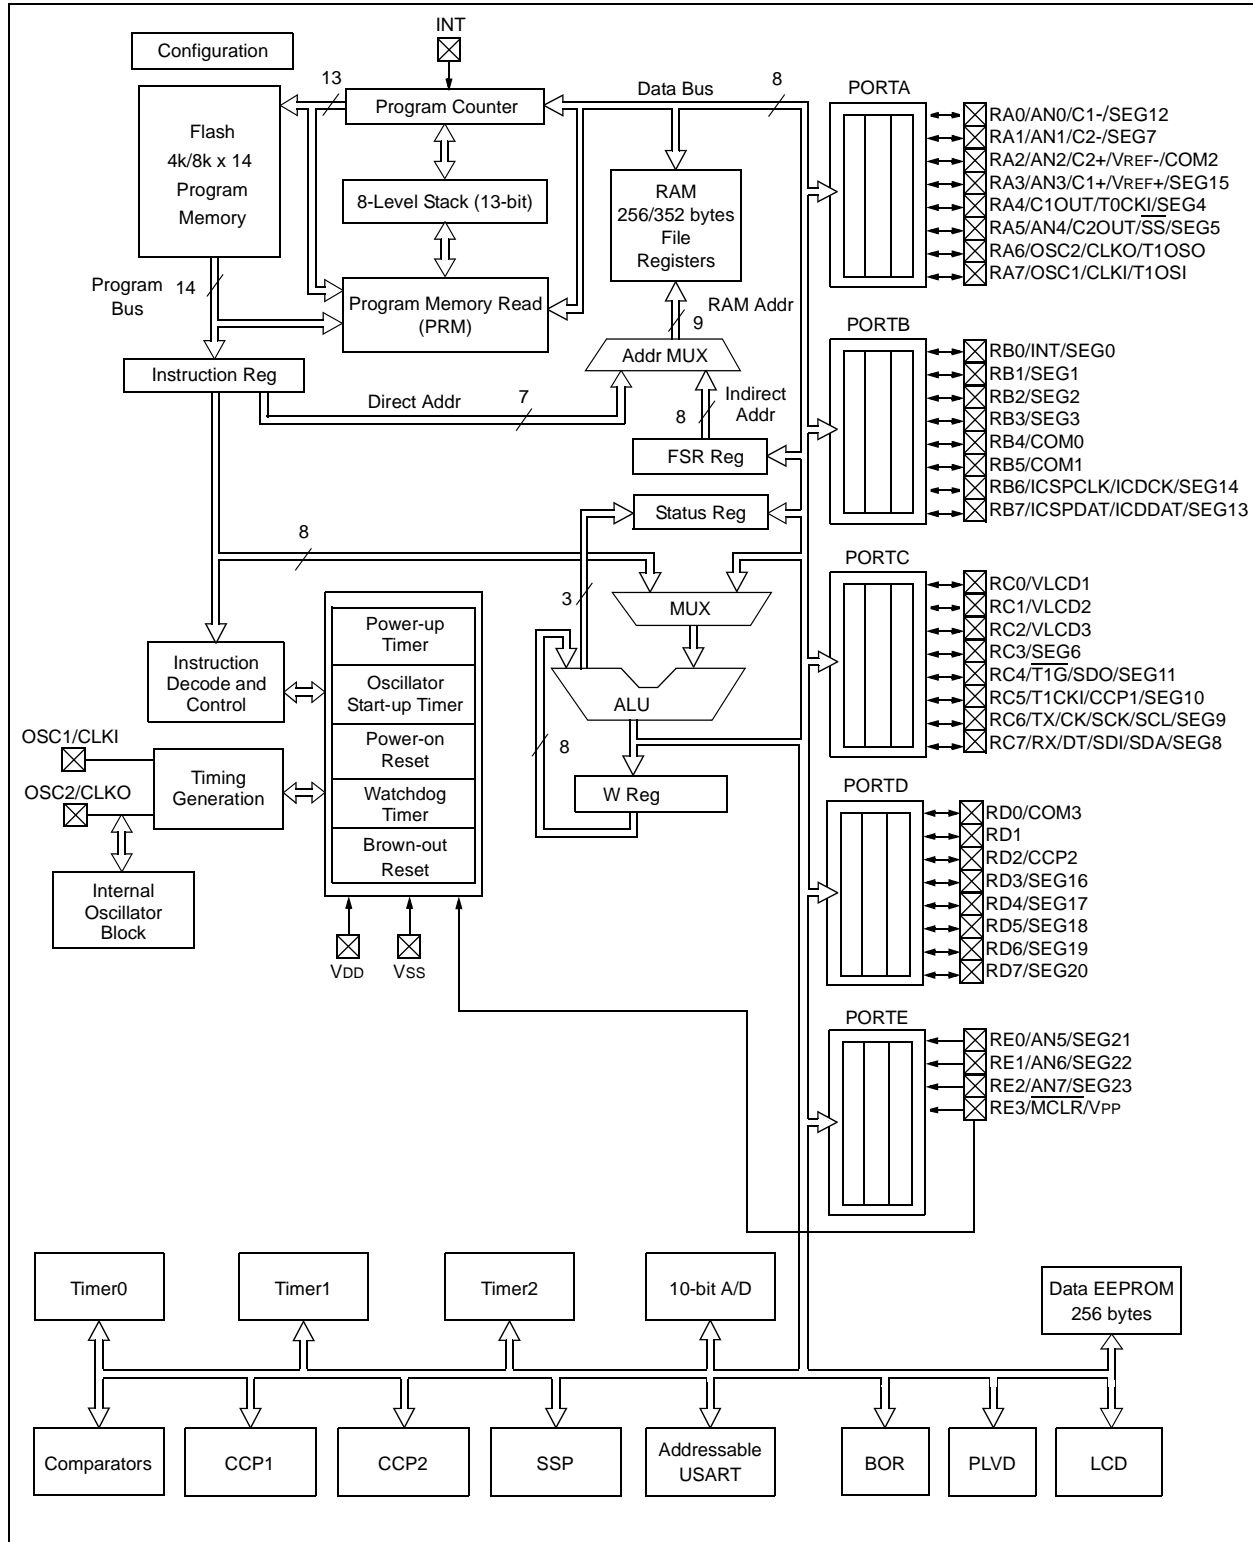 INT
Configuration
13
Program Counter
Data Bus
8
PORTA
Flash
4k/8k x 14
Program
Memory
8-Level Stack (13-bit)
RAM
256/352 bytes
File
Registers
RA0/AN0/C1-/SEG12
RA1/AN1/C2-/SEG7
RA2/AN2/C2+/VREF-/COM2
RA3/AN3/C1+/VREF+/SEG15
RA4/C1OUT/T0CKI/SEG4
RA5/AN4/C2OUT/SS/SEG5
RA6/OSC2/CLKO/T1OSO
RA7/OSC1/CLKI/T1OSI
Program
Bus
14
Program Memory Read
(PRM)
RAM Addr
9
Addr MUX
PORTB
RB0/INT/SEG0
RB1/SEG1
RB2/SEG2
RB3/SEG3
RB4/COM0
RB5/COM1
RB6/ICSPCLK/ICDCK/SEG14
RB7/ICSPDAT/ICDDAT/SEG13
Instruction Reg
Direct Addr
7
Indirect
Addr
8
FSR Reg
Status Reg
8
3
MUX
PORTC
RC0/VLCD1
RC1/VLCD2
RC2/VLCD3
RC3/SEG6
RC4/T1G/SDO/SEG11
RC5/T1CKI/CCP1/SEG10
RC6/TX/CK/SCK/SCL/SEG9
RC7/RX/DT/SDI/SDA/SEG8
Instruction
Decode and
Control
Power-up
Timer
Oscillator
Start-up Timer
Power-on
Reset
Watchdog
Timer
Brown-out
Reset
ALU
8
W Reg
OSC1/CLKI
OSC2/CLKO
Timing
Generation
Internal
Oscillator
Block
VDD
VSS
PORTD
RD0/COM3
RD1
RD2/CCP2
RD3/SEG16
RD4/SEG17
RD5/SEG18
RD6/SEG19
RD7/SEG20
PORTE
RE0/AN5/SEG21
RE1/AN6/SEG22
RE2/AN7/SEG23
RE3/MCLR/VPP
Timer0
Timer1
Timer2
10-bit A/D
Data EEPROM
256 bytes
Comparators
CCP1
CCP2
SSP
Addressable
USART
BOR
PLVD
LCD